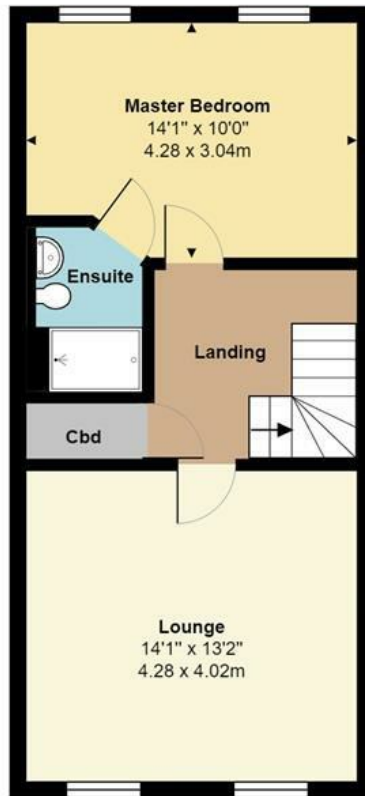 Master Bedroom
14'1" x 10'0"
4.28 x 3.04m
Ensuite
Landing
Cbd
Lounge
14'1" x 13'2"
4.28 x 4.02m